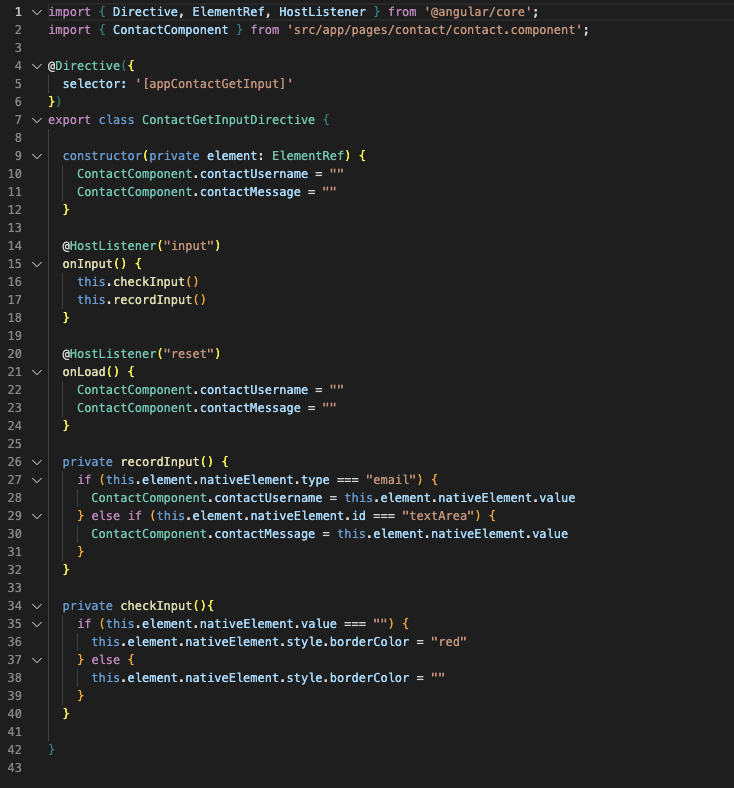 1 import { Directive, ElementRef, HostListener } from '@angular/core';
2 import { ContactComponent } from 'src/app/pages/contact/contact.component';
3
4 @Directive({
5   selector: '[appContactGetInput]'
6 })
7 export class ContactGetInputDirective {
8
9   constructor(private element: ElementRef) {
10     ContactComponent.contactUsername = ""
11     ContactComponent.contactMessage = ""
12   }
13
14   @HostListener("input")
15   onInput() {
16     this.checkInput()
17     this.recordInput()
18   }
19
20   @HostListener("reset")
21   onLoad() {
22     ContactComponent.contactUsername = ""
23     ContactComponent.contactMessage = ""
24   }
25
26   private recordInput() {
27     if (this.element.nativeElement.type === "email") {
28       ContactComponent.contactUsername = this.element.nativeElement.value
29     } else if (this.element.nativeElement.id === "textArea") {
30       ContactComponent.contactMessage = this.element.nativeElement.value
31     }
32   }
33
34   private checkInput(){
35     if (this.element.nativeElement.value === "") {
36       this.element.nativeElement.style.borderColor = "red"
37     } else {
38       this.element.nativeElement.style.borderColor = ""
39     }
40   }
41
42 }
43